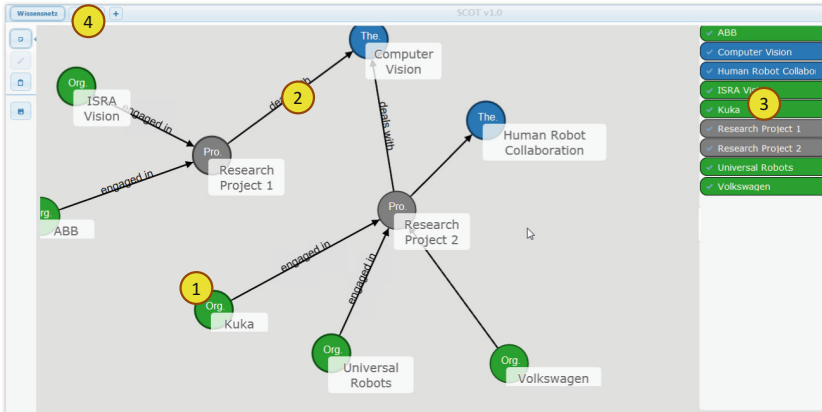 Wissensnetz
4
+
SCOT v1.0
The.
Computer
Vision
deals with
2
Org.
ISRA
Vision
engaged in
Pro.
Research
Project 1
engaged in
Org.
ABB
deals with
The.
Human Robot
Collaboration
Pro.
Research
Project 2
engaged in
1
Org.
Kuka
engaged in
Org.
Universal
Robots
Org.
Volkswagen
ABB
Computer Vision
Human Robot Collabor
ISRA Vision
3
Kuka
Research Project 1
Research Project 2
Universal Robots
Volkswagen